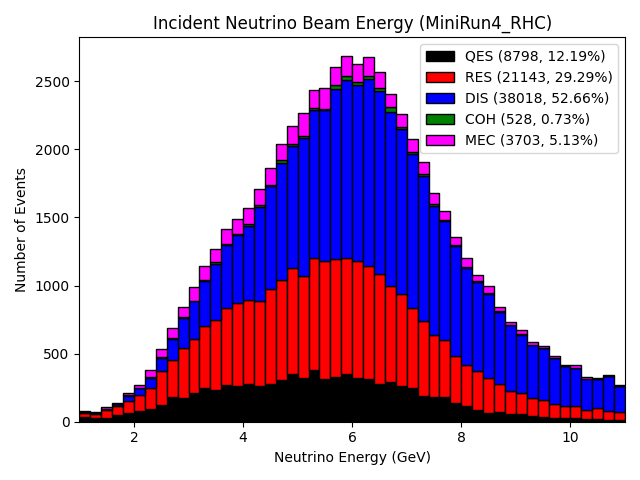 Incident Neutrino Beam Energy (MiniRun4_RHC)
QES (8798, 12.19%)
RES (21143, 29.29%)
DIS (38018, 52.66%)
COH (528, 0.73%)
MEC (3703, 5.13%)
Number of Events
2500
2000
1500
1000
500
0
2 4 6 8 10
Neutrino Energy (GeV)